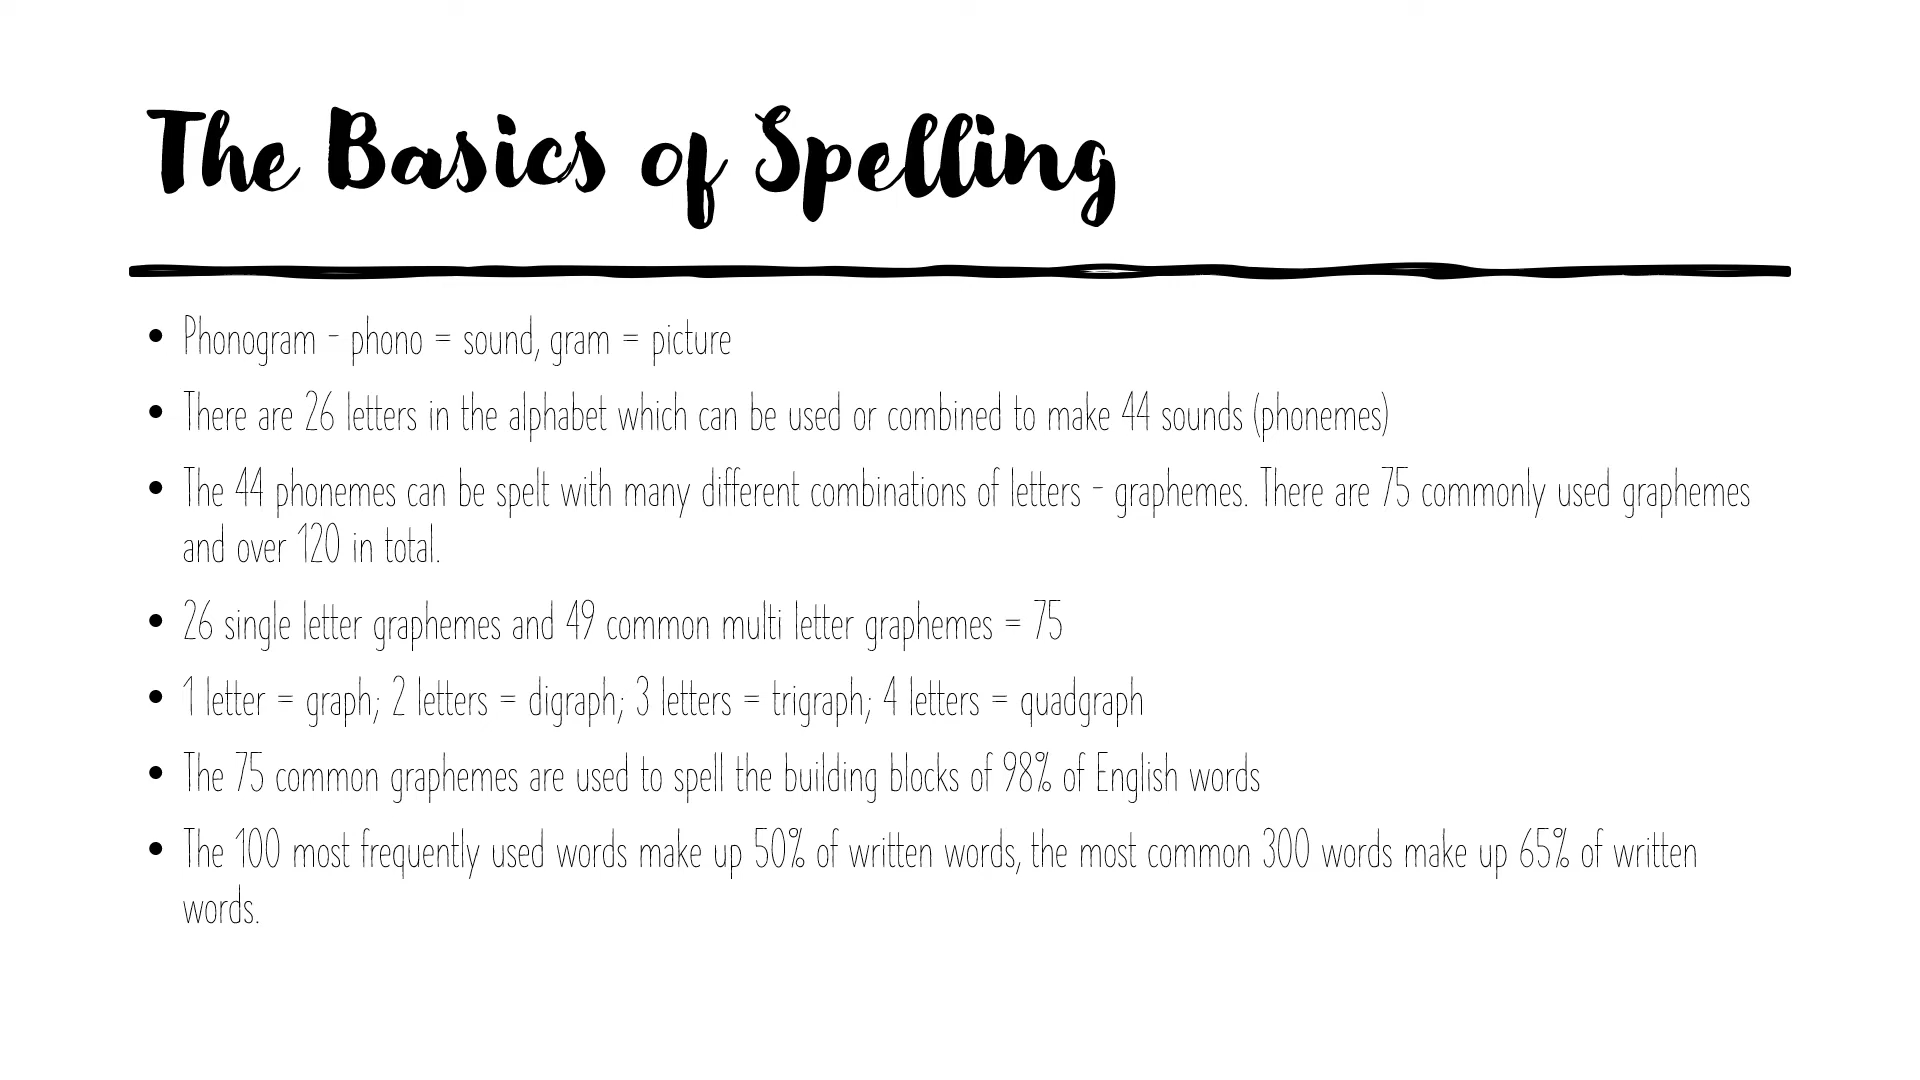 The Basics of Spelling
• Phonogram - phono = sound, gram = picture
• There are 26 letters in the alphabet which can be used or combined to make 44 sounds (phonemes)
• The 44 phonemes can be spelt with many different combinations of letters - graphemes. There are 75 commonly used graphemes
and over 120 in total.
• 26 single letter graphemes and 49 common multi letter graphemes = 75
• 1 letter = graph; 2 letters = digraph; 3 letters = trigraph; 4 letters = quadgraph
• The 75 common graphemes are used to spell the building blocks of 98% of English words
• The 100 most frequently used words make up 50% of written words, the most common 300 words make up 65% of written
words.